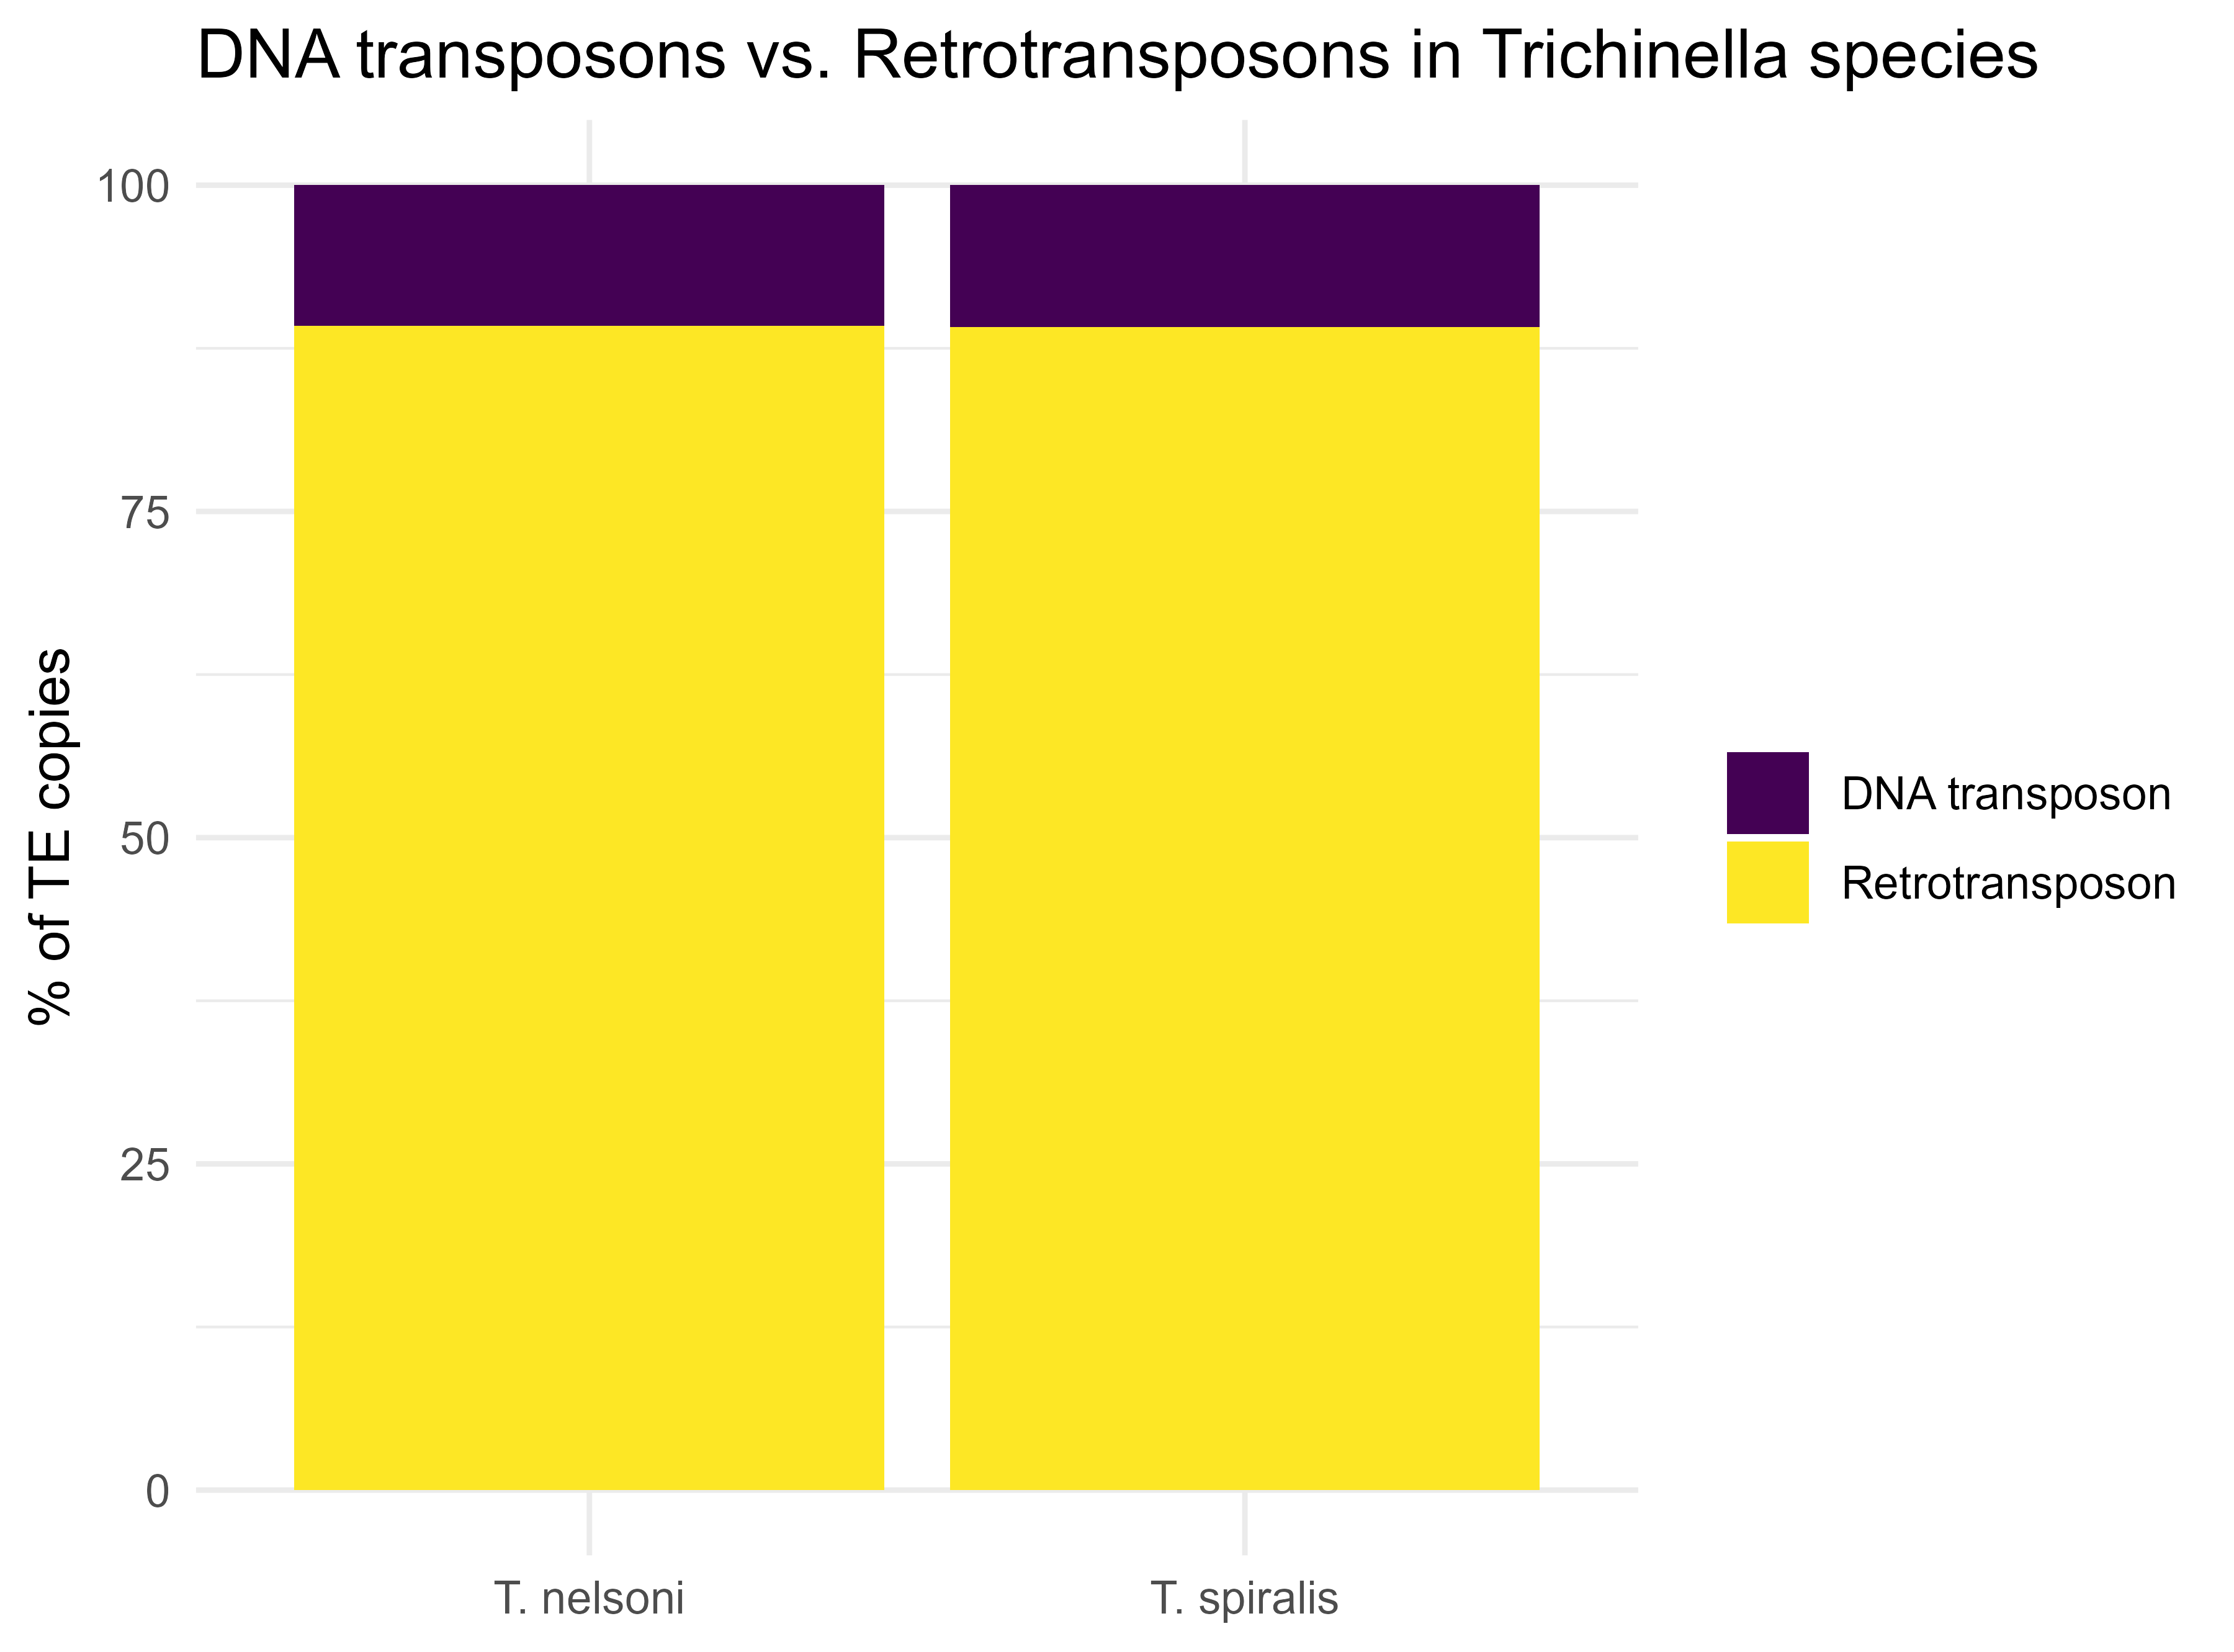 DNA transposons vs. Retrotransposons in Trichinella species
100
75
50
25
0
% of TE copies
T. nelsoni
T. spiralis
DNA transposon
Retrotransposon